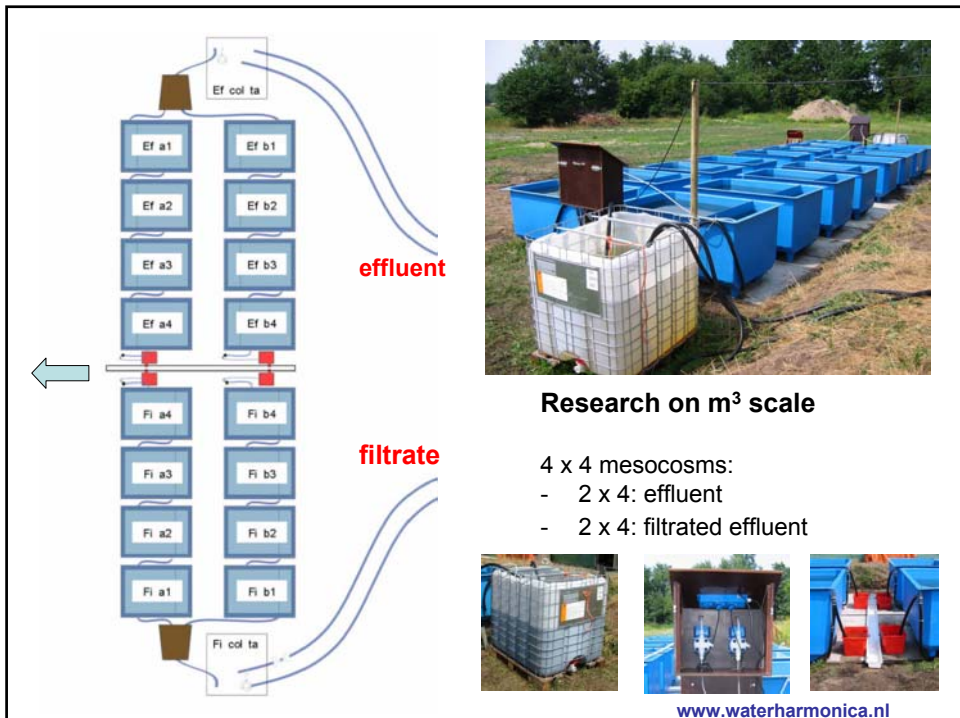 Ef col ta
Ef a1
Ef b1
Ef a2
Ef b2
Ef a3
Ef b3
Ef a4
Ef b4
effluent
Fi a4
Fi b4
Fi a3
Fi b3
filtrate
Fi a2
Fi b2
Fi a1
Fi b1
Fi col ta
Research on m³ scale
4 x 4 mesocosms:
- 2 x 4: effluent
- 2 x 4: filtrated effluent
www.waterharmonica.nl